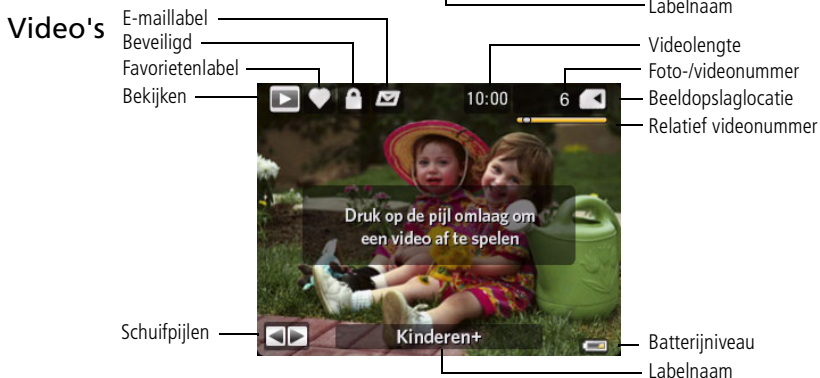 Labelnaam
Video's
E-maillabel
Beveiligd
Favorietenlabel
Bekijken
Videolengte
Foto-/videonummer
Beeldopslaglocatie
Relatief videonummer
10:00
6
Druk op de pijl omlaag om
een video af te spelen
Schuifpijlen
Kinderen+
Batterijniveau
Labelnaam